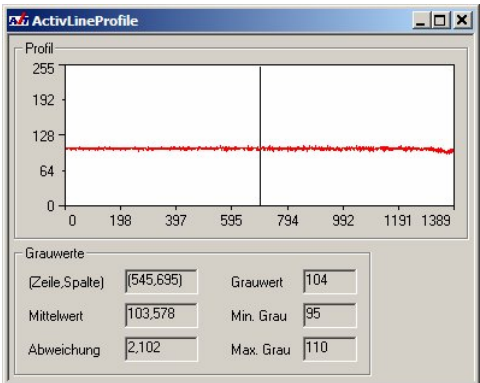 ActivLineProfile
Profil
255
192
128
64
0
0 198 397 595 794 992 1191 1389
Grauwerte
(Zeile,Spalte) (545,695) Grauwert 104
Mittelwert 103,578 Min. Grau 95
Abweichung 2,102 Max. Grau 110